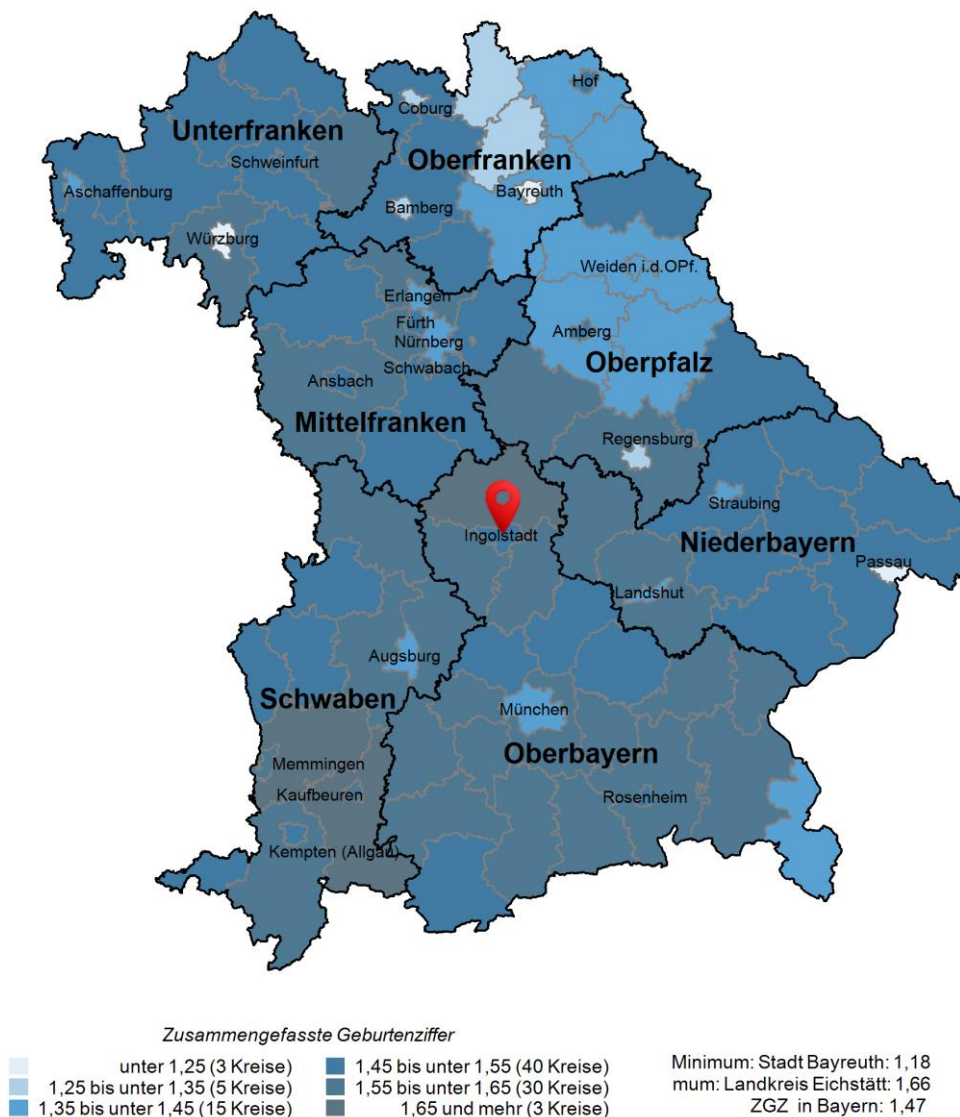 Hof
Coburg
Unterfranken
Oberfranken
Schweinfurt
Aschaffenburg
Bayreuth
Bamberg
Würzburg
Weiden i.d.OPf.
Erlangen
Fürth
Amberg
Nürnberg
Oberpfalz
Schwabach
Ansbach
Mittelfranken
Regensburg
Straubing
Ingolstadt
Niederbayern
Passau
Landshut
Augsburg
Schwaben
München
Oberbayern
Memmingen
Kaufbeuren
Rosenheim
Kempten (Allgäu)
Zusammengefasste Geburtenziffer
unter 1,25 (3 Kreise)
1,25 bis unter 1,35 (5 Kreise)
1,35 bis unter 1,45 (15 Kreise)
1,45 bis unter 1,55 (40 Kreise)
1,55 bis unter 1,65 (30 Kreise)
1,65 und mehr (3 Kreise)
Minimum: Stadt Bayreuth: 1,18
mum: Landkreis Eichstätt: 1,66
ZGZ in Bayern: 1,47